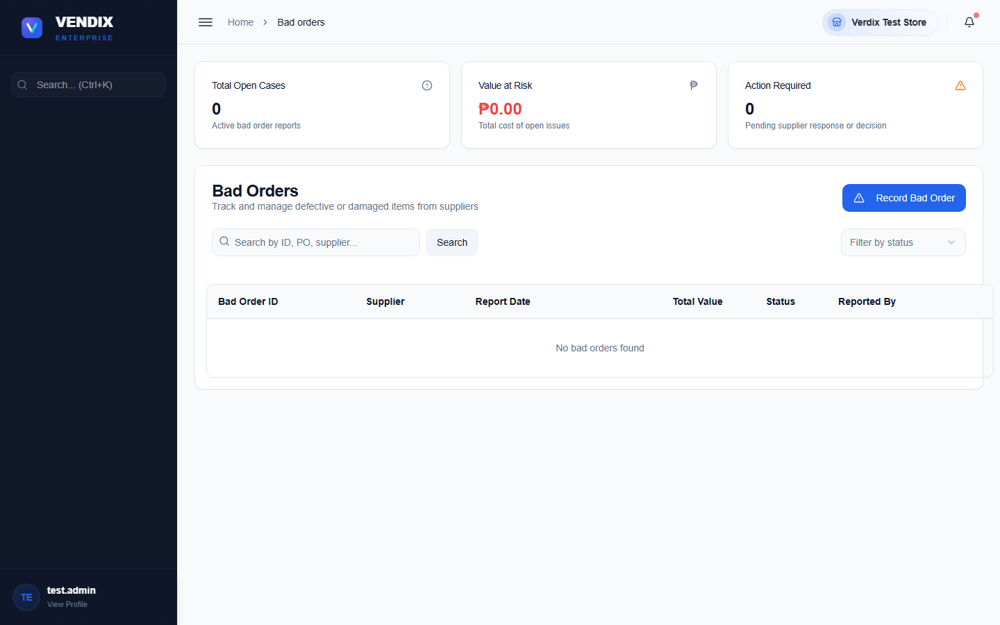 VENDIX
ENTERPRISE
Search... (Ctrl+K)
test.admin
View Profile
TE
Home > Bad orders
Verdix Test Store
Total Open Cases
0
Active bad order reports
Value at Risk
₱
₱0.00
Total cost of open issues
Action Required
0
Pending supplier response or decision
Bad Orders
Track and manage defective or damaged items from suppliers
Record Bad Order
Search by ID, PO, supplier...
Search
Filter by status
Bad Order ID Supplier Report Date Total Value Status Reported By
No bad orders found